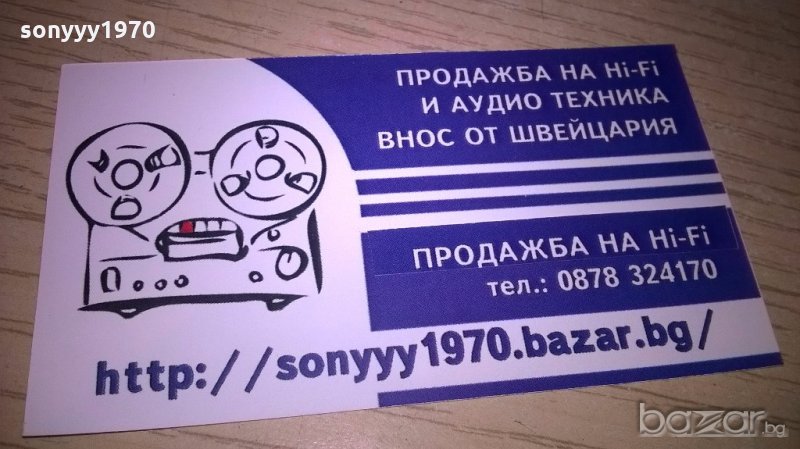 sonyyy1970
ПРОДАЖБА НА Hi-Fi
И АУДИО ТЕХНИКА
ВНОС ОТ ШВЕЙЦАРИЯ
ПРОДАЖБА НА Hi-Fi
тел.: 0878 324170
http://sonyyy1970.bazar.bg/
bazar.bg